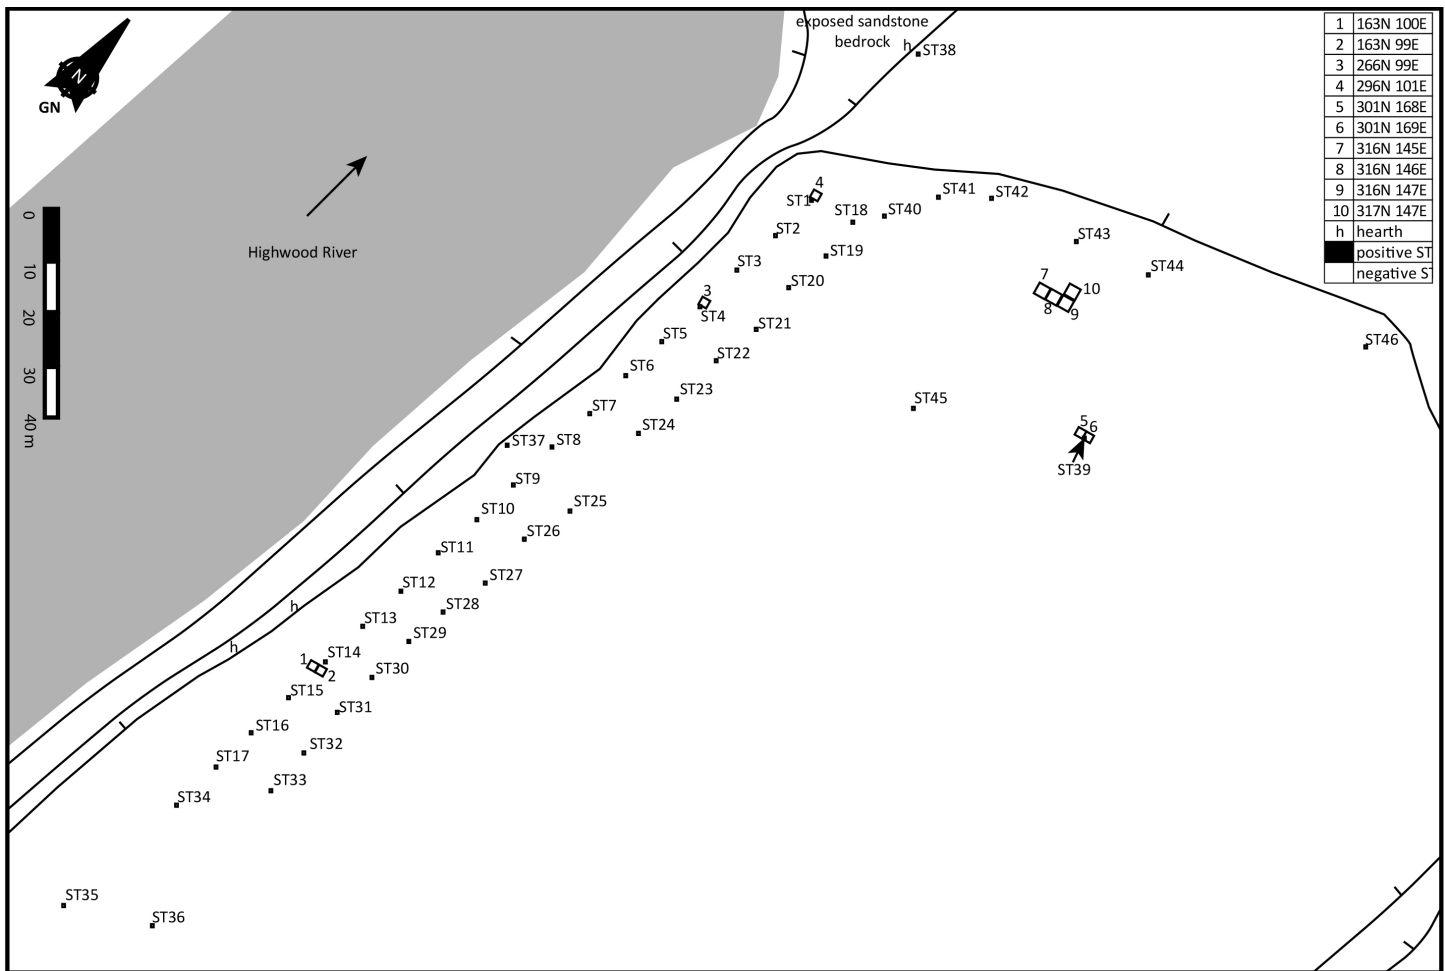 exposed sandstone
bedrock
h
ST38
N
GN
Highwood River
0
10
20
30
40 m
1 163N 100E
2 163N 99E
3 266N 99E
4 296N 101E
5 301N 168E
6 301N 169E
7 316N 145E
8 316N 146E
9 316N 147E
10 317N 147E
h hearth
positive ST
negative ST
4
ST1
ST18
ST40
ST41
ST42
ST2
ST43
ST19
ST3
ST44
ST20
7
10
8
9
3
ST4
ST21
ST5
ST46
ST22
ST6
ST23
ST45
ST7
ST24
5
6
ST37
ST8
ST39
ST9
ST25
ST10
ST26
ST11
ST12
ST27
h
ST28
ST13
ST29
h
1
ST14
2
ST30
ST15
ST31
ST16
ST32
ST17
ST33
ST34
ST35
ST36